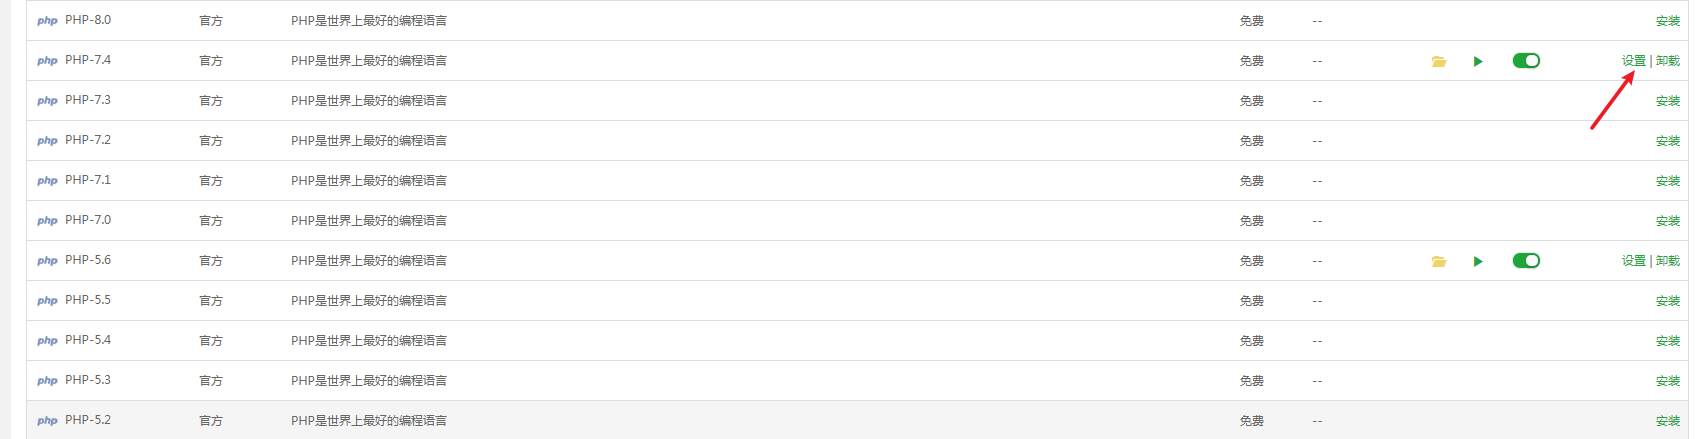 php PHP-8.0 官方 PHP是世界上最好的编程语言 免费 -- 安装
php PHP-7.4 官方 PHP是世界上最好的编程语言 免费 -- 设置 | 卸载
php PHP-7.3 官方 PHP是世界上最好的编程语言 免费 -- 安装
php PHP-7.2 官方 PHP是世界上最好的编程语言 免费 -- 安装
php PHP-7.1 官方 PHP是世界上最好的编程语言 免费 -- 安装
php PHP-7.0 官方 PHP是世界上最好的编程语言 免费 -- 安装
php PHP-5.6 官方 PHP是世界上最好的编程语言 免费 -- 设置 | 卸载
php PHP-5.5 官方 PHP是世界上最好的编程语言 免费 -- 安装
php PHP-5.4 官方 PHP是世界上最好的编程语言 免费 -- 安装
php PHP-5.3 官方 PHP是世界上最好的编程语言 免费 -- 安装
php PHP-5.2 官方 PHP是世界上最好的编程语言 免费 -- 安装